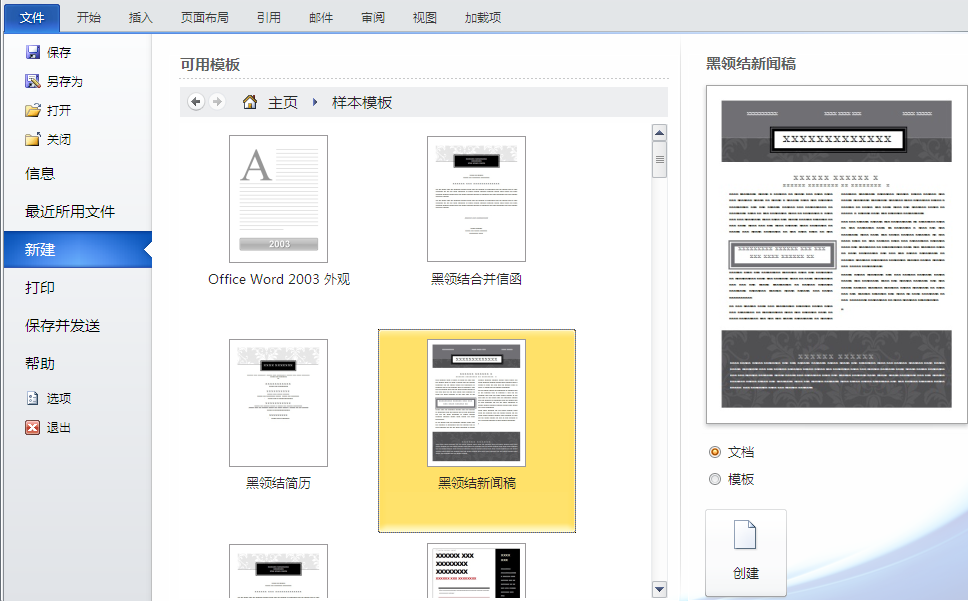 文件 开始 插入 页面布局 引用 邮件 审阅 视图 加载项
保存
另存为
打开
关闭
信息
最近所用文件
新建
打印
保存并发送
帮助
选项
退出
可用模板
主页 样本模板
A
2003
Office Word 2003 外观
黑领结合并信函
黑领结简历
黑领结新闻稿
黑领结新闻稿
XXXXXXXXXXXXX
XXXXXX XXXXXX X
文档
模板
创建